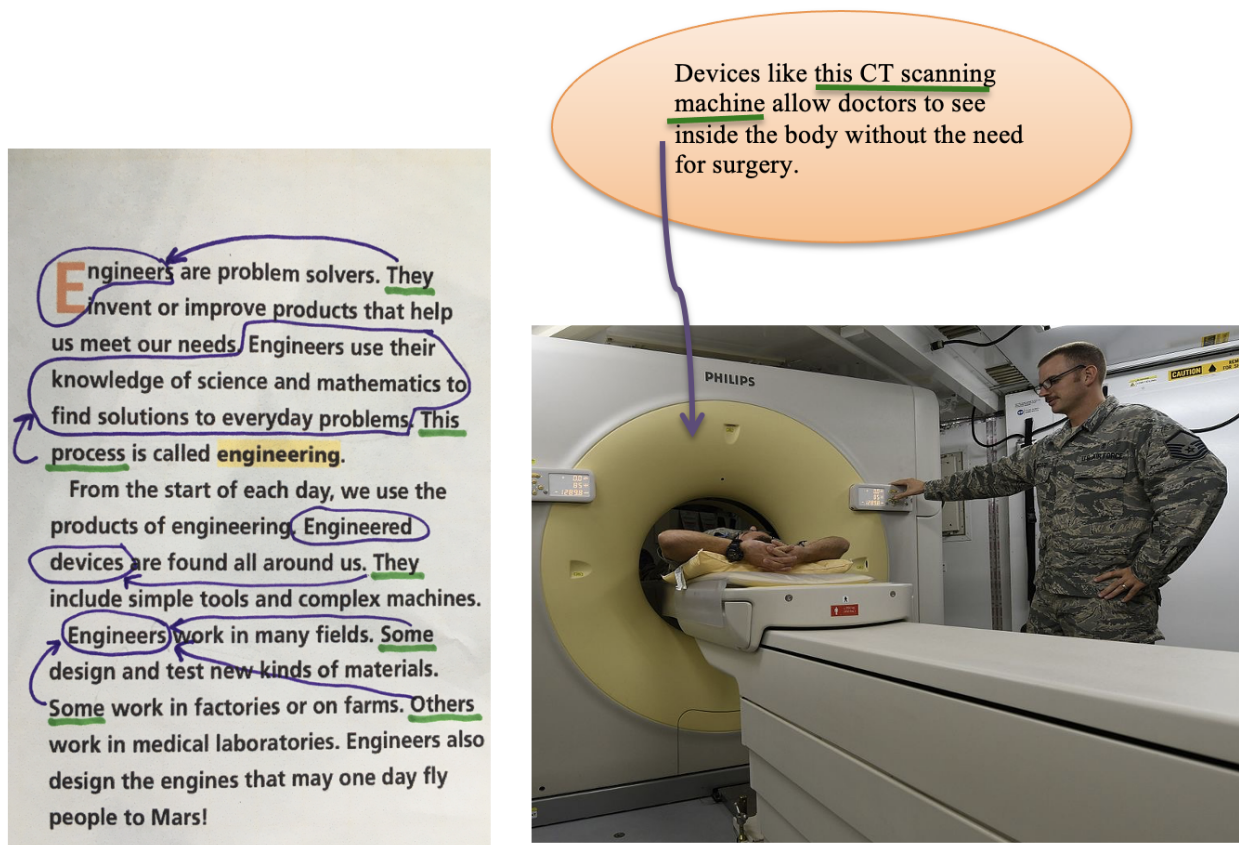 Devices like this CT scanning
machine allow doctors to see
inside the body without the need
for surgery.
Engineers are problem solvers. They
invent or improve products that help
us meet our needs. Engineers use their
knowledge of science and mathematics to
find solutions to everyday problems. This
process is called engineering.
From the start of each day, we use the
products of engineering. Engineered
devices are found all around us. They
include simple tools and complex machines.
Engineers work in many fields. Some
design and test new kinds of materials.
Some work in factories or on farms. Others
work in medical laboratories. Engineers also
design the engines that may one day fly
people to Mars!
PHILIPS
CAUTION
U.S. AIR FORCE